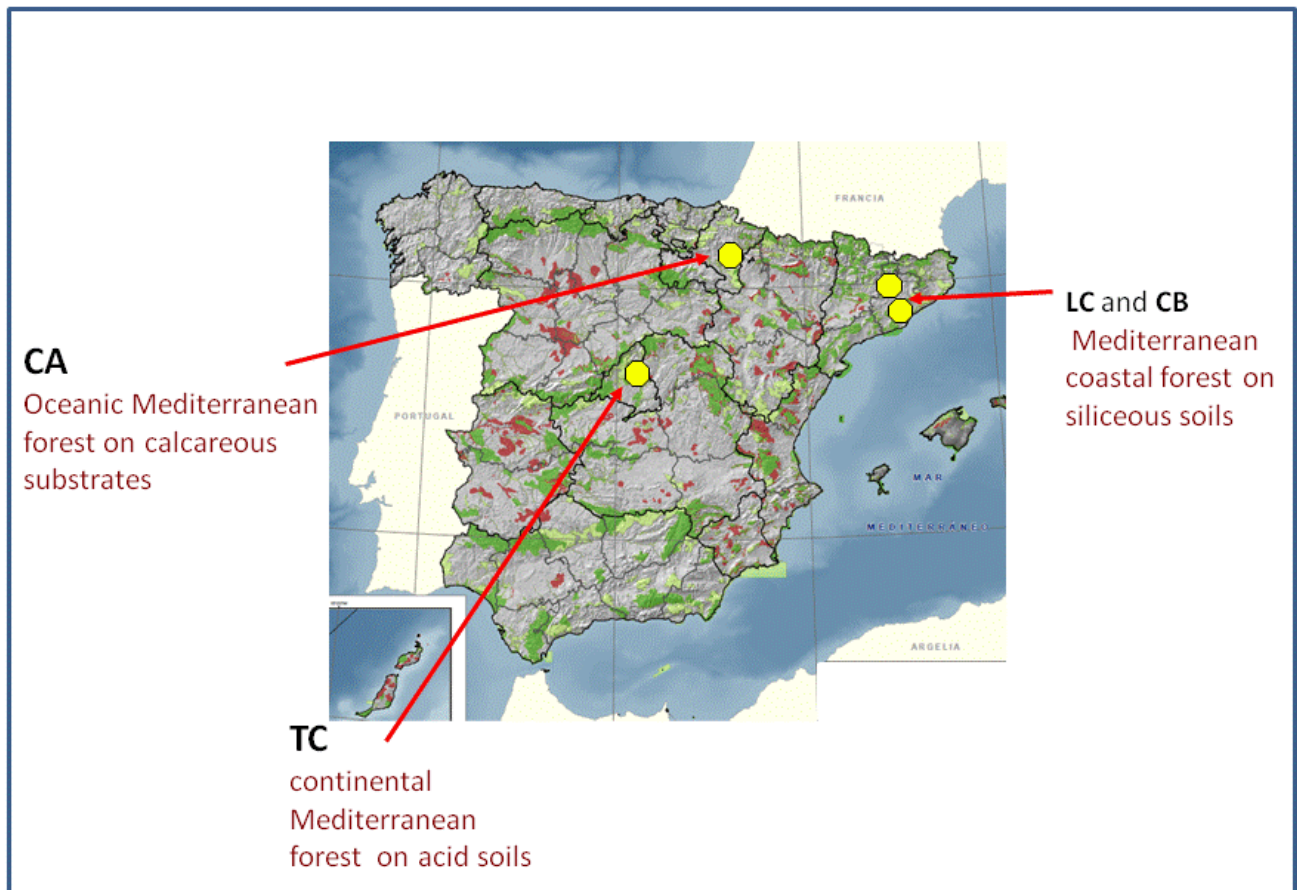 FRANCIA
CA
Oceanic Mediterranean
forest on calcareous
substrates
LC and CB
Mediterranean
coastal forest on
siliceous soils
PORTUGAL
MAR
MEDITERRÁNEO
ARGELIA
TC
continental
Mediterranean
forest on acid soils